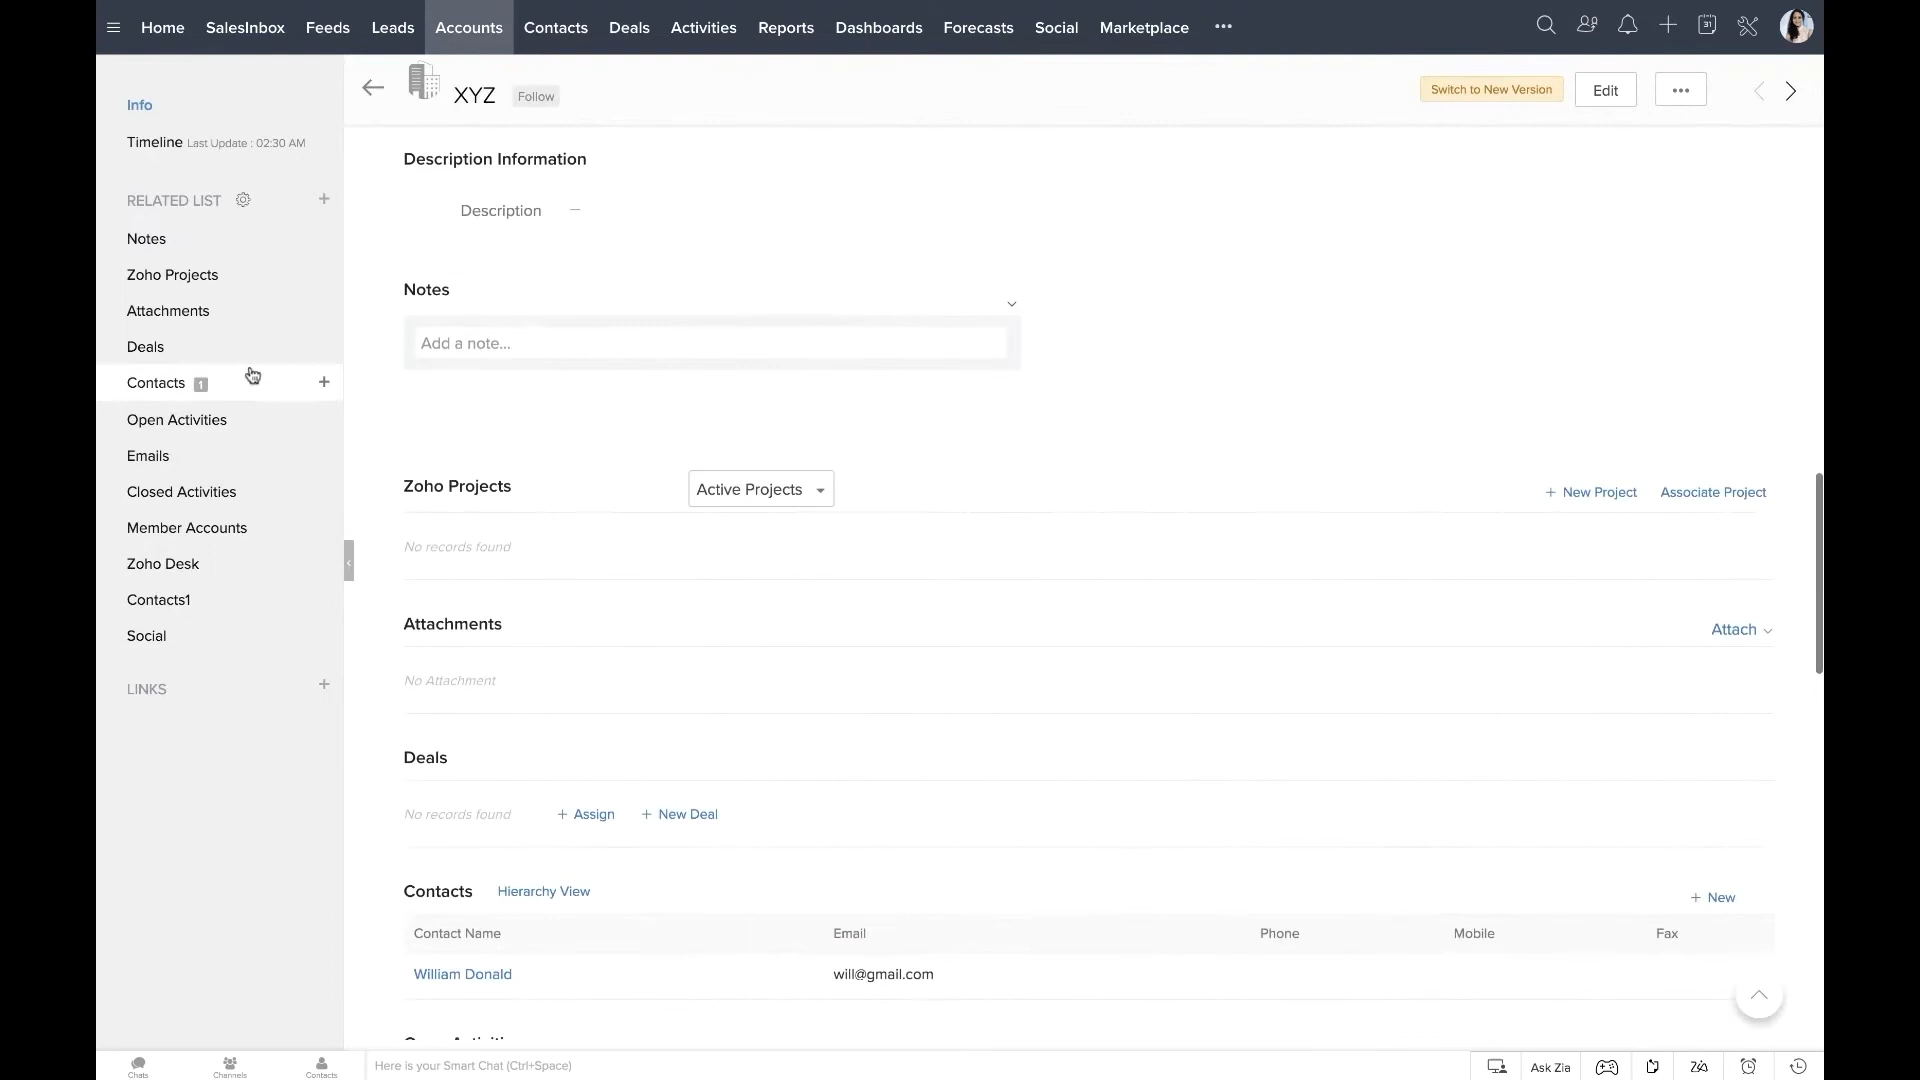 Home SalesInbox Feeds Leads Accounts Contacts Deals Activities Reports Dashboards Forecasts Social Marketplace
31
XYZ Follow
Switch to New Version Edit
Info
Timeline Last Update : 02:30 AM
RELATED LIST
Notes
Zoho Projects
Attachments
Deals
Contacts 1
Open Activities
Emails
Closed Activities
Member Accounts
Zoho Desk
Contacts1
Social
LINKS
Description Information
Description —
Notes
Add a note...
Zoho Projects Active Projects + New Project Associate Project
No records found
Attachments Attach
No Attachment
Deals
No records found + Assign + New Deal
Contacts Hierarchy View + New
Contact Name Email Phone Mobile Fax
William Donald will@gmail.com
Chats Channels Contacts Here is your Smart Chat (Ctrl+Space) Ask Zia